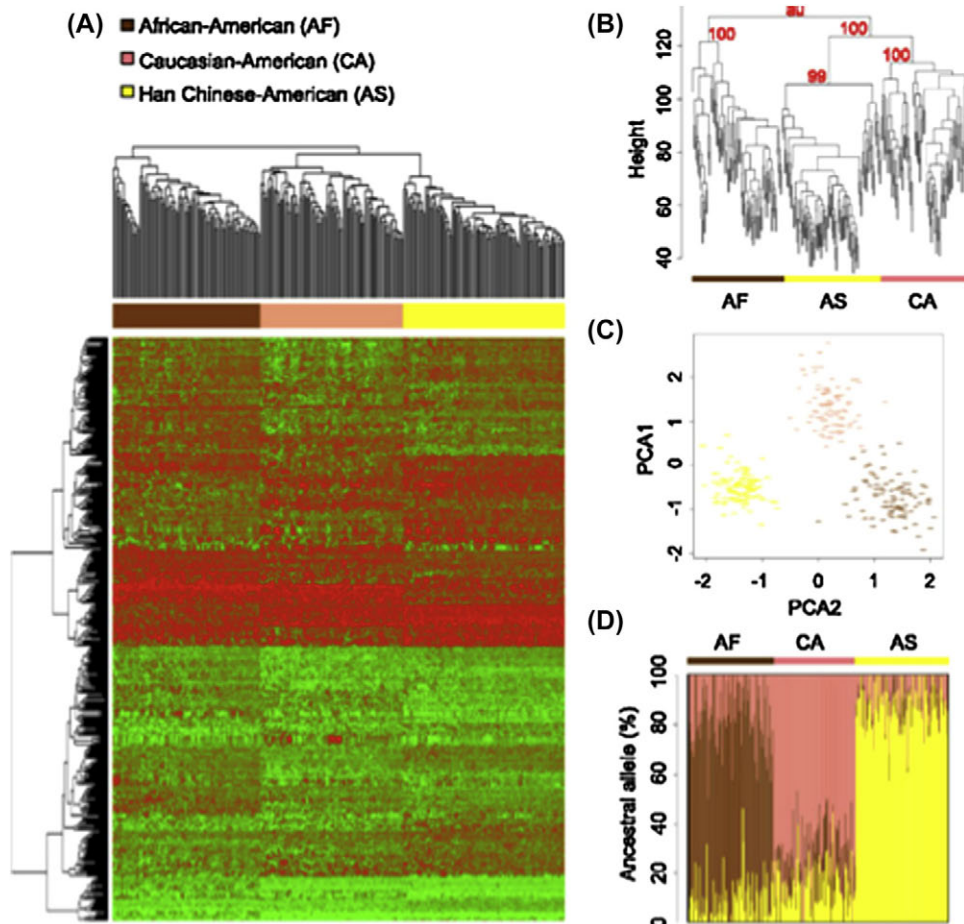 (A)
African-American (AF)
Caucasian-American (CA)
Han Chinese-American (AS)
(B)
au
100
100
100
99
Height
120
100
80
60
40
AF AS CA
(C)
PCA1
2
1
0
-1
-2
-2 -1 0 1 2
PCA2
(D)
AF CA AS
Ancestral allele (%)
100
80
60
40
20
0